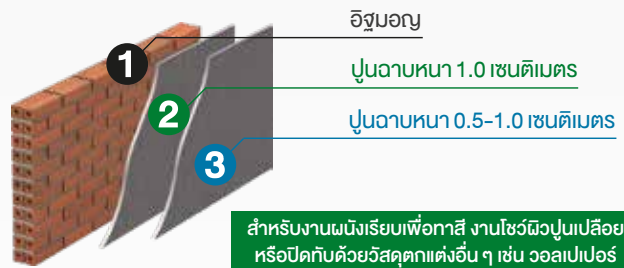 1 อิฐมอญ
2 ปูนฉาบหนา 1.0 เซนติเมตร
3 ปูนฉาบหนา 0.5-1.0 เซนติเมตร
สำหรับงานผนังเรียบเพื่อทาสี งานโชว์ผิวปูนเปลือย
หรือปิดทับด้วยวัสดุตกแต่งอื่น ๆ เช่น วอลเปเปอร์